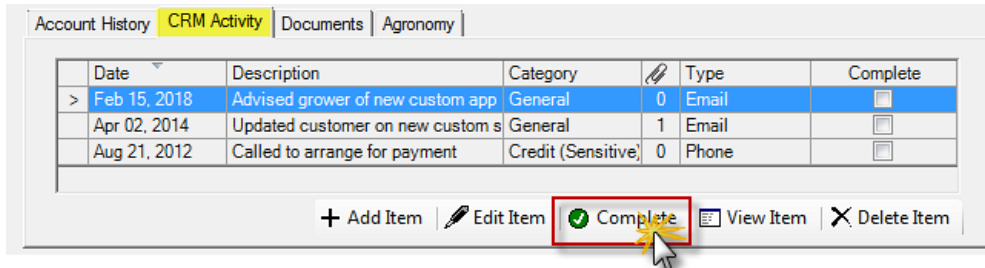 Account History CRM Activity Documents Agronomy
Date Description Category Type Complete
> Feb 15, 2018 Advised grower of new custom app General 0 Email
Apr 02, 2014 Updated customer on new custom s General 1 Email
Aug 21, 2012 Called to arrange for payment Credit (Sensitive) 0 Phone
Add Item Edit Item Complete View Item Delete Item